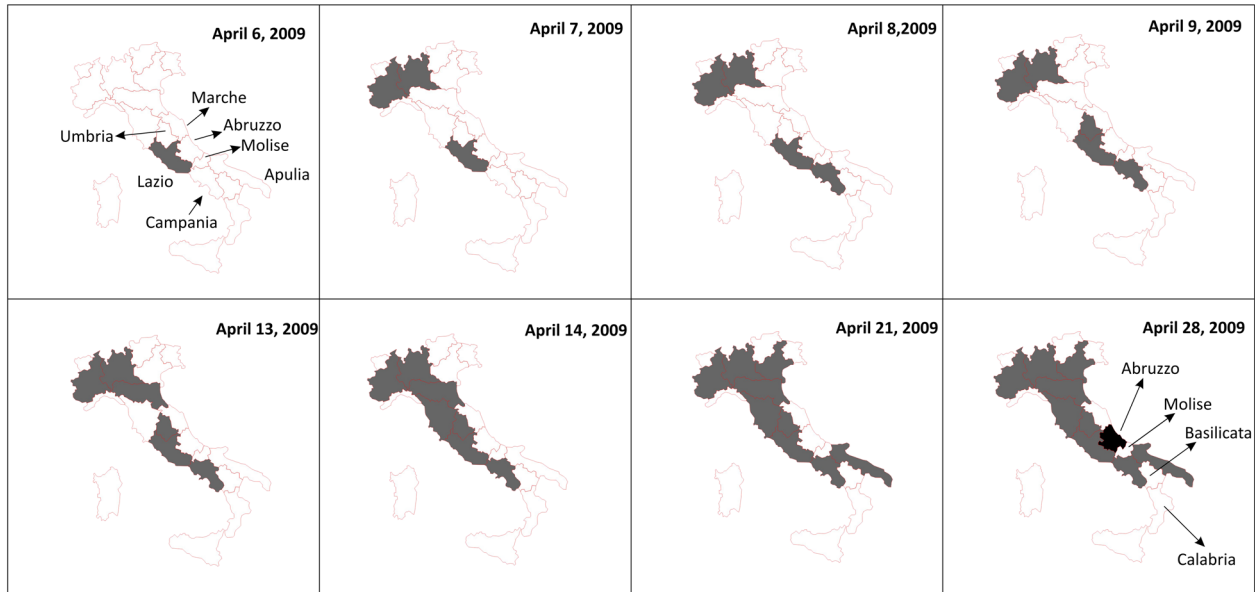 April 6, 2009
Marche
Umbria
Abruzzo
Molise
Lazio
Apulia
Campania
April 7, 2009
April 8,2009
April 9, 2009
April 13, 2009
April 14, 2009
April 21, 2009
April 28, 2009
Abruzzo
Molise
Basilicata
Calabria